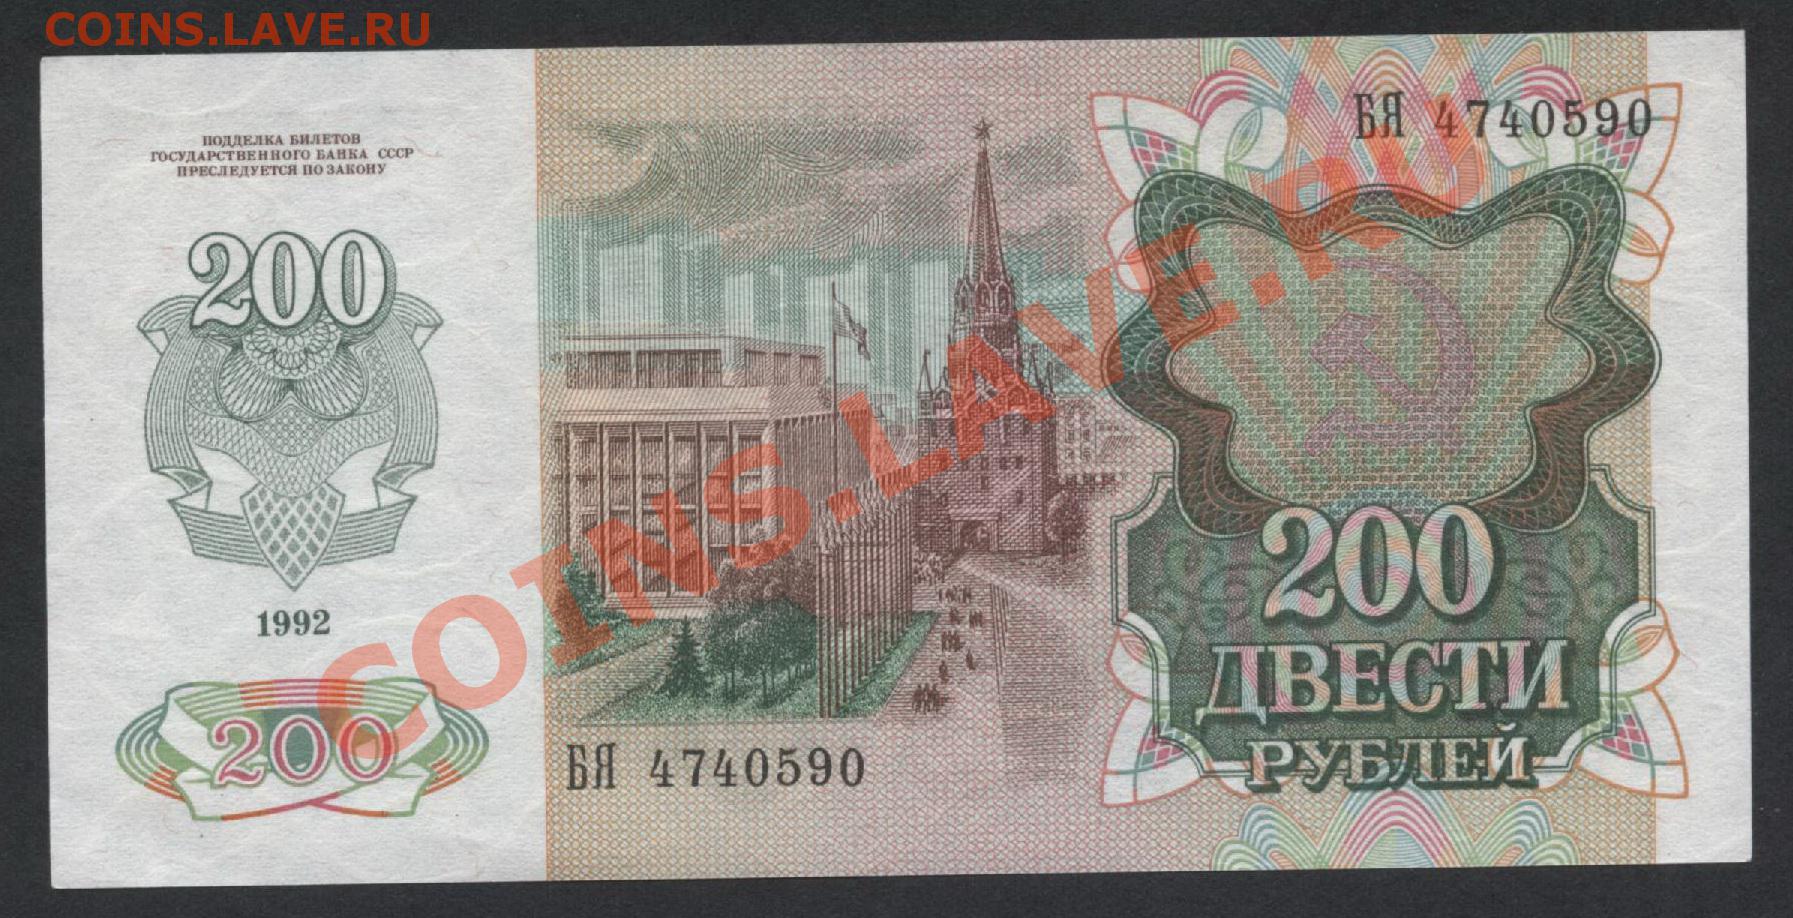 COINS.LAVE.RU
БЯ 4740590
ПОДДЕЛКА БИЛЕТОВ
ГОСУДАРСТВЕННОГО БАНКА СССР
ПРЕСЛЕДУЕТСЯ ПО ЗАКОНУ
200
COINS.LAVE.RU
200
ДВЕСТИ
РУБЛЕЙ
1992
200
БЯ 4740590